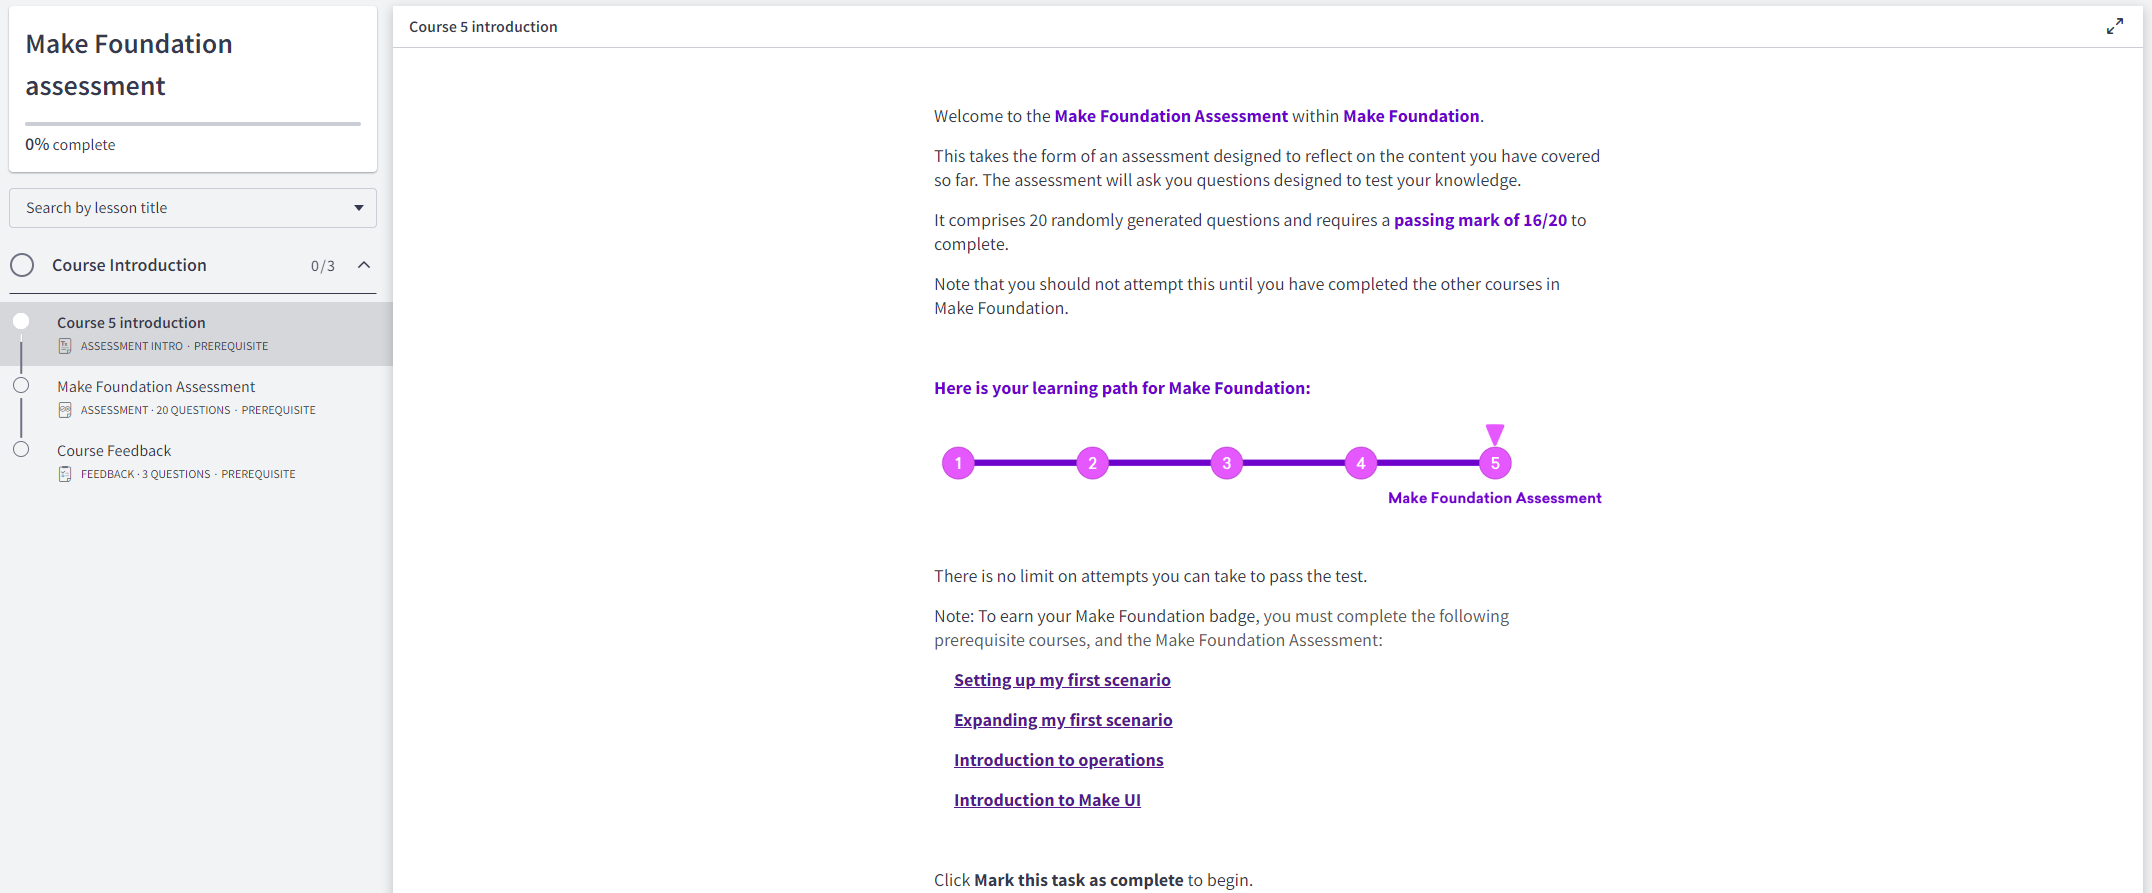 Make Foundation
assessment
0% complete
Search by lesson title
Course Introduction 0/3
Course 5 introduction
ASSESSMENT INTRO · PREREQUISITE
Make Foundation Assessment
ASSESSMENT · 20 QUESTIONS · PREREQUISITE
Course Feedback
FEEDBACK · 3 QUESTIONS · PREREQUISITE
Course 5 introduction
Welcome to the Make Foundation Assessment within Make Foundation.
This takes the form of an assessment designed to reflect on the content you have covered
so far. The assessment will ask you questions designed to test your knowledge.
It comprises 20 randomly generated questions and requires a passing mark of 16/20 to
complete.
Note that you should not attempt this until you have completed the other courses in
Make Foundation.
Here is your learning path for Make Foundation:
1 2 3 4 5
Make Foundation Assessment
There is no limit on attempts you can take to pass the test.
Note: To earn your Make Foundation badge, you must complete the following
prerequisite courses, and the Make Foundation Assessment:
Setting up my first scenario
Expanding my first scenario
Introduction to operations
Introduction to Make UI
Click Mark this task as complete to begin.